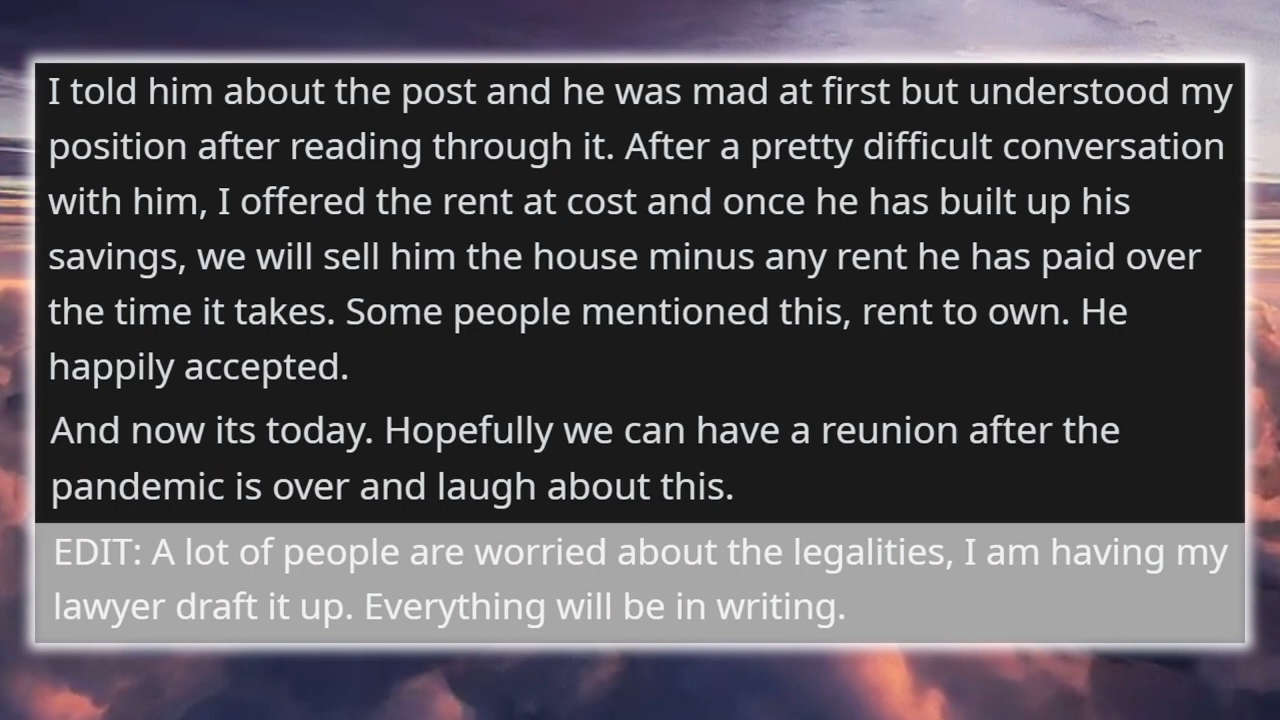 I told him about the post and he was mad at first but understood my
position after reading through it. After a pretty difficult conversation
with him, I offered the rent at cost and once he has built up his
savings, we will sell him the house minus any rent he has paid over
the time it takes. Some people mentioned this, rent to own. He
happily accepted.
And now its today. Hopefully we can have a reunion after the
pandemic is over and laugh about this.
EDIT: A lot of people are worried about the legalities, I am having my
lawyer draft it up. Everything will be in writing.